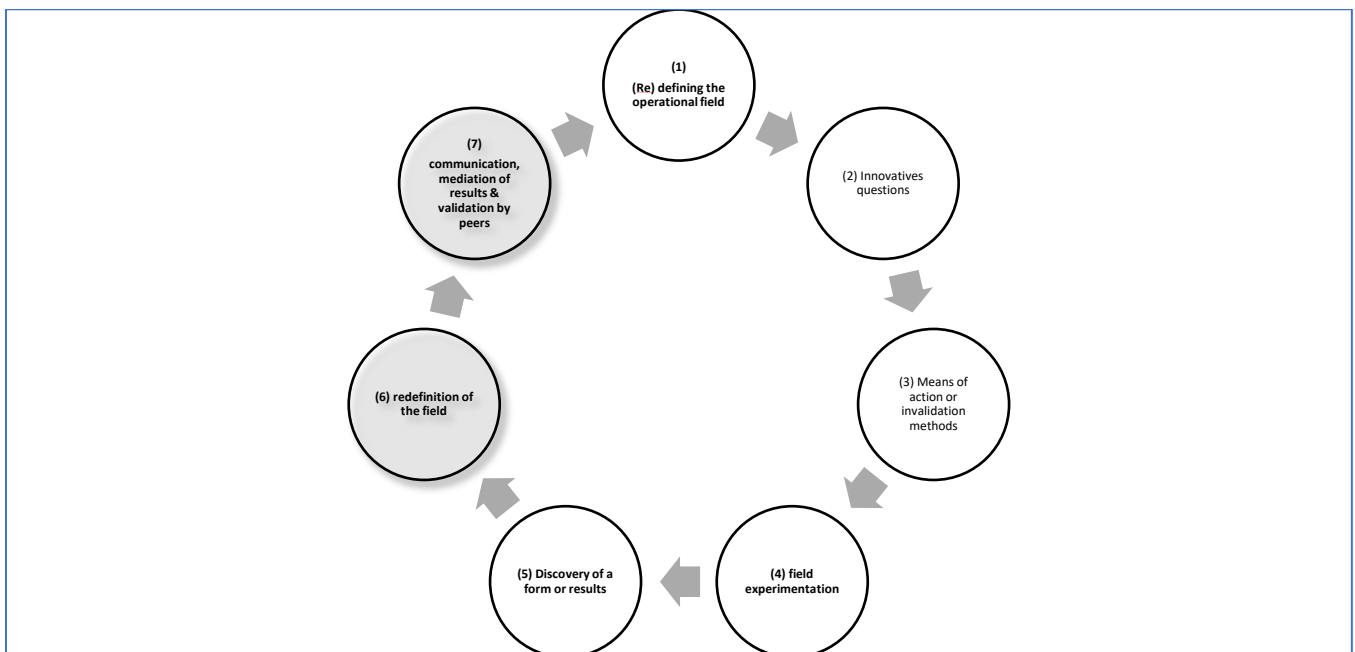 (1)
(Re) defining the
operational field
(2) Innovatives
questions
(3) Means of
action or
invalidation
methods
(4) field
experimentation
(5) Discovery of a
form or results
(6) redefinition of
the field
(7)
communication,
mediation of
results &
validation by
peers